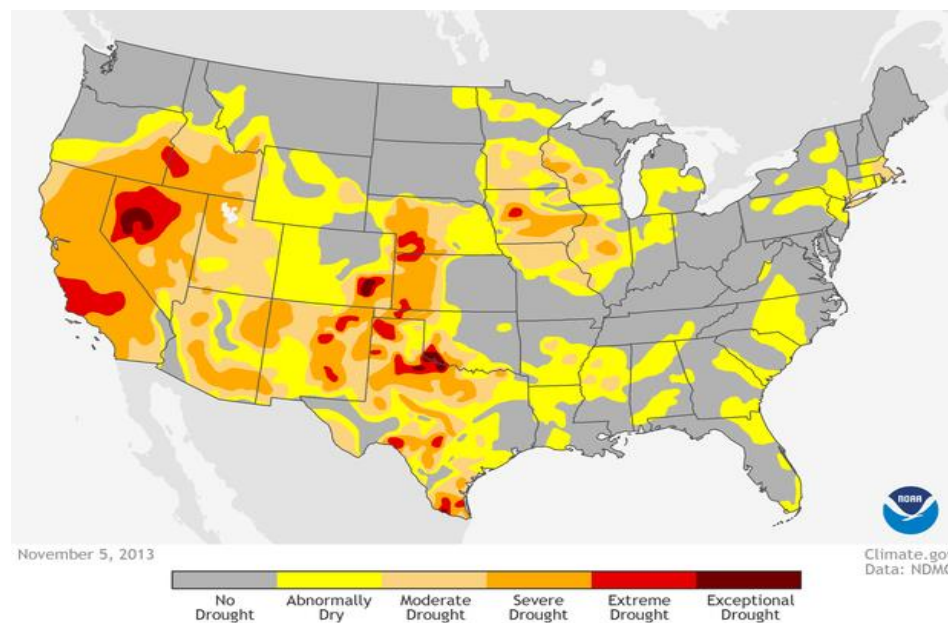 NOAA
November 5, 2013
Climate.gov
Data: NDMC
No Drought
Abnormally Dry
Moderate Drought
Severe Drought
Extreme Drought
Exceptional Drought